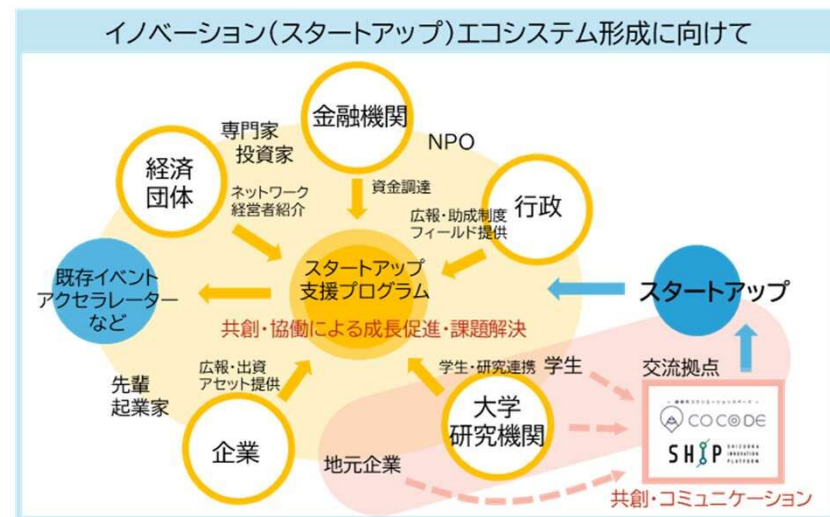 イノベーション(スタートアップ)エコシステム形成に向けて
金融機関
専門家
投資家
NPO
経済
団体
ネットワーク
経営者紹介
資金調達
広報・助成制度
フィールド提供
行政
既存イベント
アクセラレーター
など
スタートアップ
支援プログラム
スタートアップ
共創・協働による成長促進・課題解決
広報・出資
アセット提供
学生・研究連携
学生
交流拠点
先輩
起業家
企業
大学
研究機関
地元企業
COCODE
SHIP
SHIZUOKA
INNOVATION
PLATFORM
共創・コミュニケーション